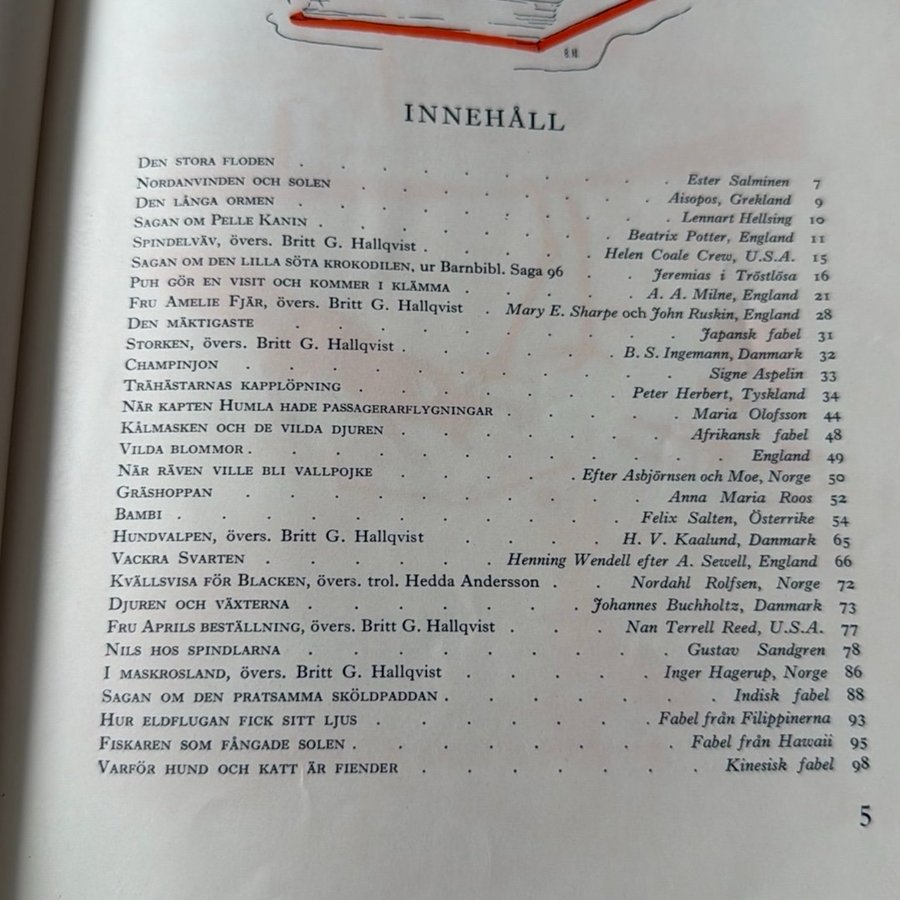 B.H.
INNEHÅLL
DEN STORA FLODEN . . . . . . . . . . Ester Salminen 7
NORDANVINDEN OCH SOLEN . . . . . . . . . Aisopos, Grekland 9
DEN LÅNGA ORMEN . . . . . . . . . . Lennart Hellsing 10
SAGAN OM PELLE KANIN . . . . . . . . . Beatrix Potter, England 11
SPINDELVÄV, övers. Britt G. Hallqvist . . . . . Helen Coale Crew, U.S.A. 15
SAGAN OM DEN LILLA SÖTA KROKODILEN, ur Barnbibl. Saga 96 . . . Jeremias i Tröstlösa 16
PUH GÖR EN VISIT OCH KOMMER I KLÄMMA . . . . . A. A. Milne, England 21
FRU AMELIE FJÄR, övers. Britt G. Hallqvist . Mary E. Sharpe och John Ruskin, England 28
DEN MÄKTIGASTE . . . . . . . . . . Japansk fabel 31
STORKEN, övers. Britt G. Hallqvist . . . . . . B. S. Ingemann, Danmark 32
CHAMPINJON . . . . . . . . . . Signe Aspelin 33
TRÄHÄSTARNAS KAPPLÖPNING . . . . . . . Peter Herbert, Tyskland 34
NÄR KAPTEN HUMLA HADE PASSAGERARFLYGNINGAR . . . . . Maria Olofsson 44
KÅLMASKEN OCH DE VILDA DJUREN . . . . . . . Afrikansk fabel 48
VILDA BLOMMOR . . . . . . . . . . . England 49
NÄR RÄVEN VILLE BLI VALLPOJKE . . . . . Efter Asbjörnsen och Moe, Norge 50
GRÄSHOPPAN . . . . . . . . . . Anna Maria Roos 52
BAMBI . . . . . . . . . . Felix Salten, Österrike 54
HUNDVALPEN, övers. Britt G. Hallqvist . . . . . H. V. Kaalund, Danmark 65
VACKRA SVARTEN . . . . . . Henning Wendell efter A. Sewell, England 66
KVÄLLSVISA FÖR BLACKEN, övers. trol. Hedda Andersson . . Nordahl Rolfsen, Norge 72
DJUREN OCH VÄXTERNA . . . . . . . Johannes Buchholtz, Danmark 73
FRU APRILS BESTÄLLNING, övers. Britt G. Hallqvist . . . Nan Terrell Reed, U.S.A. 77
NILS HOS SPINDLARNA . . . . . . . . . Gustav Sandgren 78
I MASKROSLAND, övers. Britt G. Hallqvist . . . . . Inger Hagerup, Norge 86
SAGAN OM DEN PRATSAMMA SKÖLDPADDAN . . . . . . . Indisk fabel 88
HUR ELDFLUGAN FICK SITT LJUS . . . . . . . Fabel från Filippinerna 93
FISKAREN SOM FÅNGADE SOLEN . . . . . . . . Fabel från Hawaii 95
VARFÖR HUND OCH KATT ÄR FIENDER . . . . . . . Kinesisk fabel 98
5